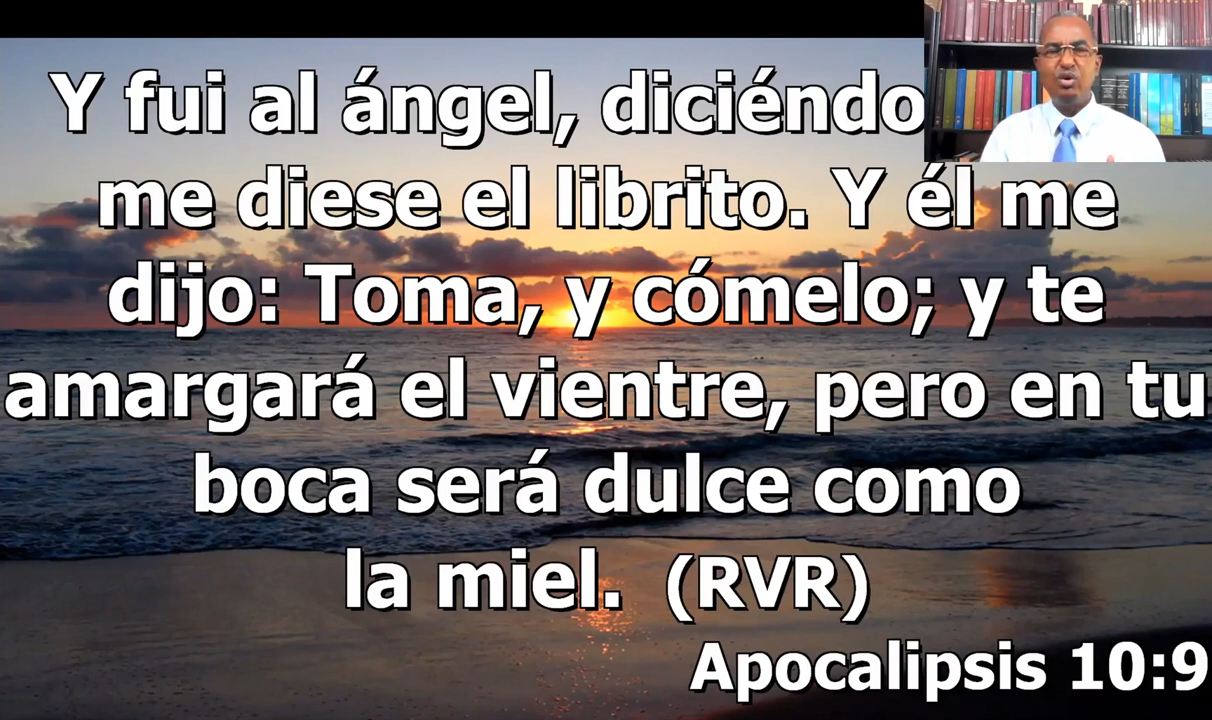 Y fui al ángel, diciéndo
me diese el librito. Y él me
dijo: Toma, y cómelo; y te
amargará el vientre, pero en tu
boca será dulce como
la miel. (RVR)
Apocalipsis 10:9